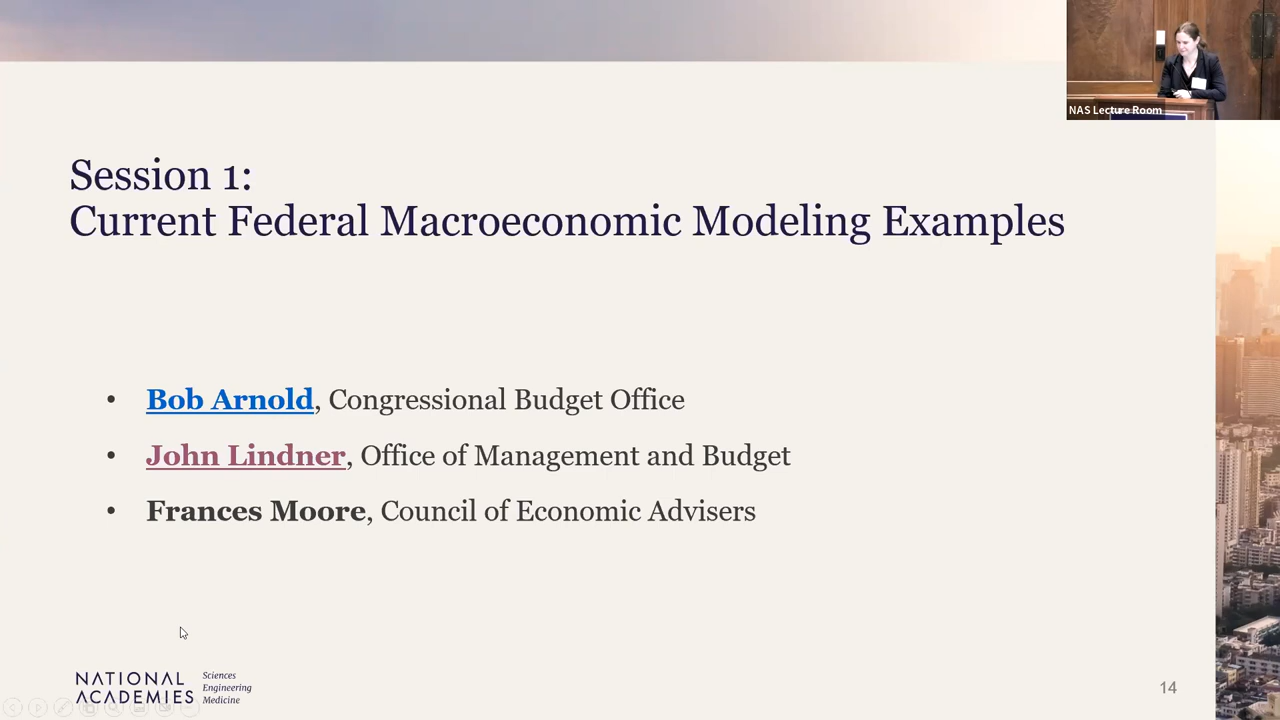 NAS Lecture Room
Session 1:
Current Federal Macroeconomic Modeling Examples
• Bob Arnold, Congressional Budget Office
• John Lindner, Office of Management and Budget
• Frances Moore, Council of Economic Advisers
NATIONAL ACADEMIES
Sciences
Engineering
Medicine
14